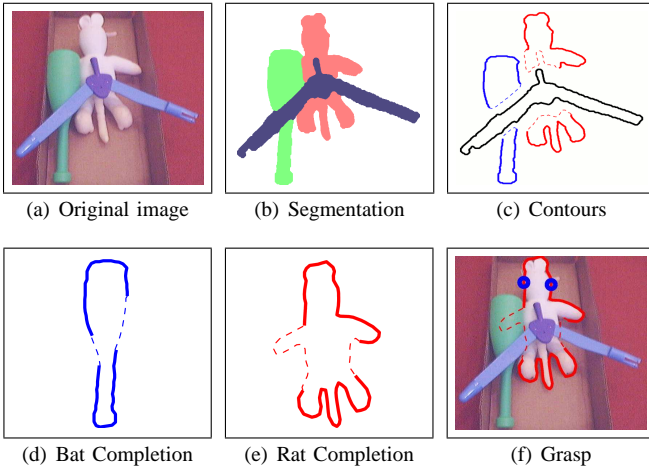 (a) Original image (b) Segmentation (c) Contours
(d) Bat Completion (e) Rat Completion (f) Grasp